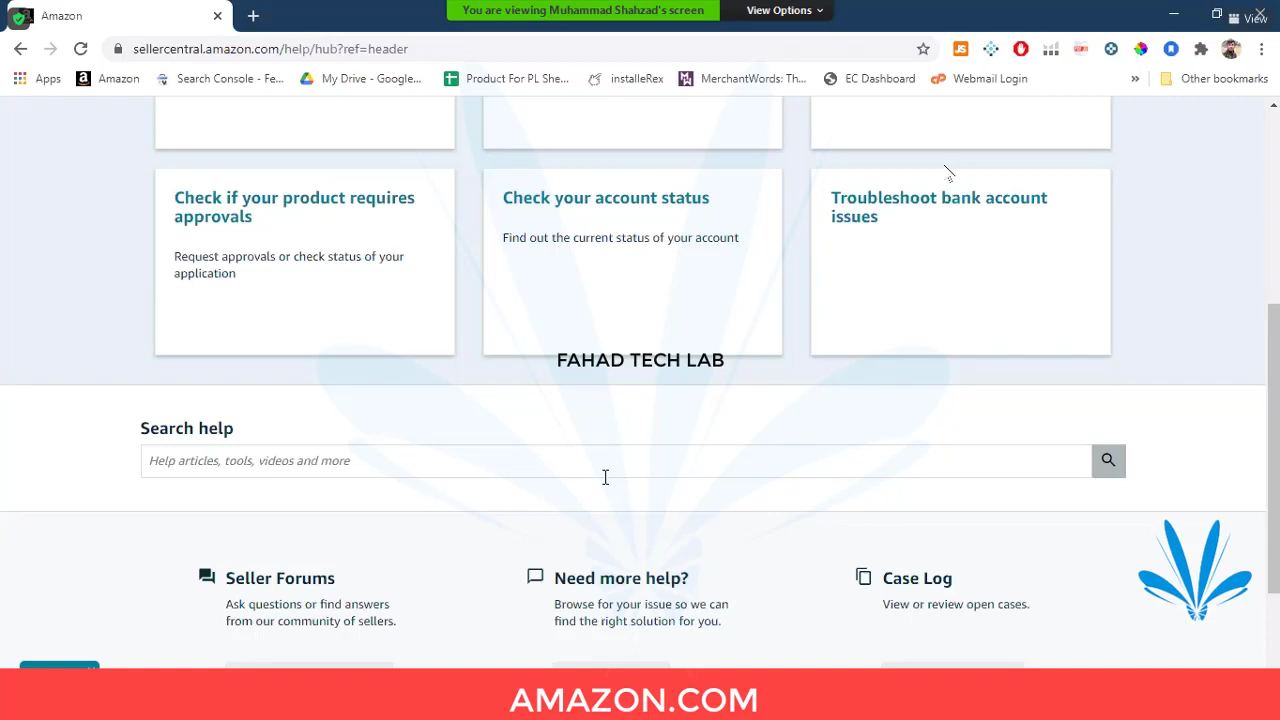 You are viewing Muhammad Shahzad's screen
View Options
Amazon
View
sellercentral.amazon.com/help/hub?ref=header
Apps
Amazon
Search Console - Fe...
My Drive - Google...
Product For PL She...
installeRex
MerchantWords: Th...
EC Dashboard
Webmail Login
»
Other bookmarks
Check if your product requires
approvals
Request approvals or check status of your
application
Check your account status
Find out the current status of your account
Troubleshoot bank account
issues
FAHAD TECH LAB
Search help
Help articles, tools, videos and more
Seller Forums
Ask questions or find answers
from our community of sellers.
Need more help?
Browse for your issue so we can
find the right solution for you.
Case Log
View or review open cases.
AMAZON.COM